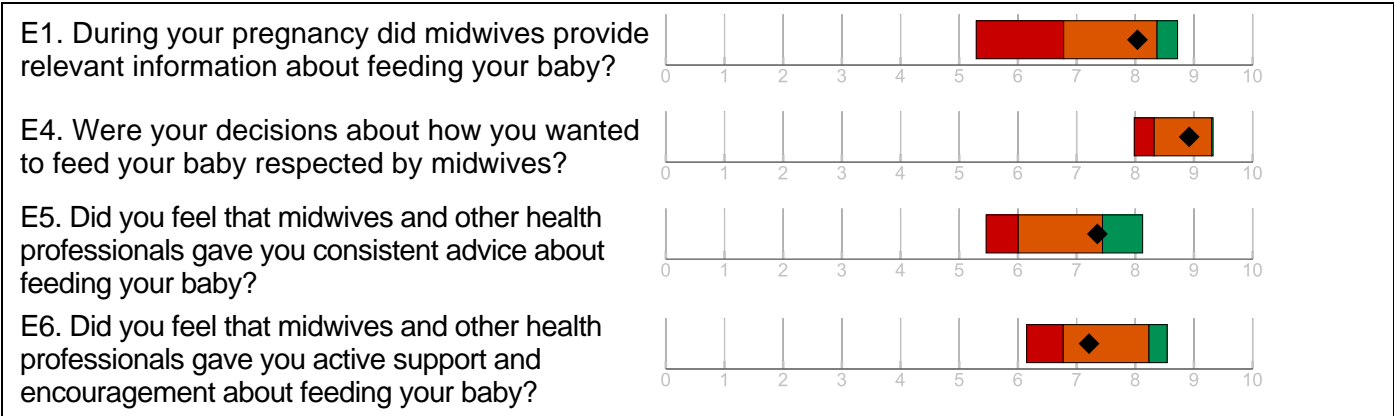 E1. During your pregnancy did midwives provide
relevant information about feeding your baby?
0 1 2 3 4 5 6 7 8 9 10
E4. Were your decisions about how you wanted
to feed your baby respected by midwives?
0 1 2 3 4 5 6 7 8 9 10
E5. Did you feel that midwives and other health
professionals gave you consistent advice about
feeding your baby?
0 1 2 3 4 5 6 7 8 9 10
E6. Did you feel that midwives and other health
professionals gave you active support and
encouragement about feeding your baby?
0 1 2 3 4 5 6 7 8 9 10